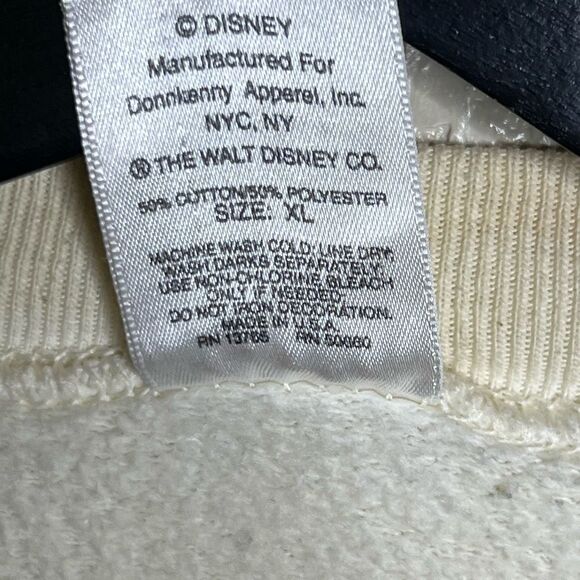 © DISNEY
Manufactured For
Donnkenny Apparel, Inc.
NYC, NY
® THE WALT DISNEY CO.
50% COTTON/50% POLYESTER
SIZE: XL
MACHINE WASH COLD: LINE DRY:
WASH DARKS SEPARATELY.
USE NON-CHLORINE BLEACH
ONLY IF NEEDED
DO NOT IRON DECORATION.
MADE IN U.S.A.
RN 13765 RN